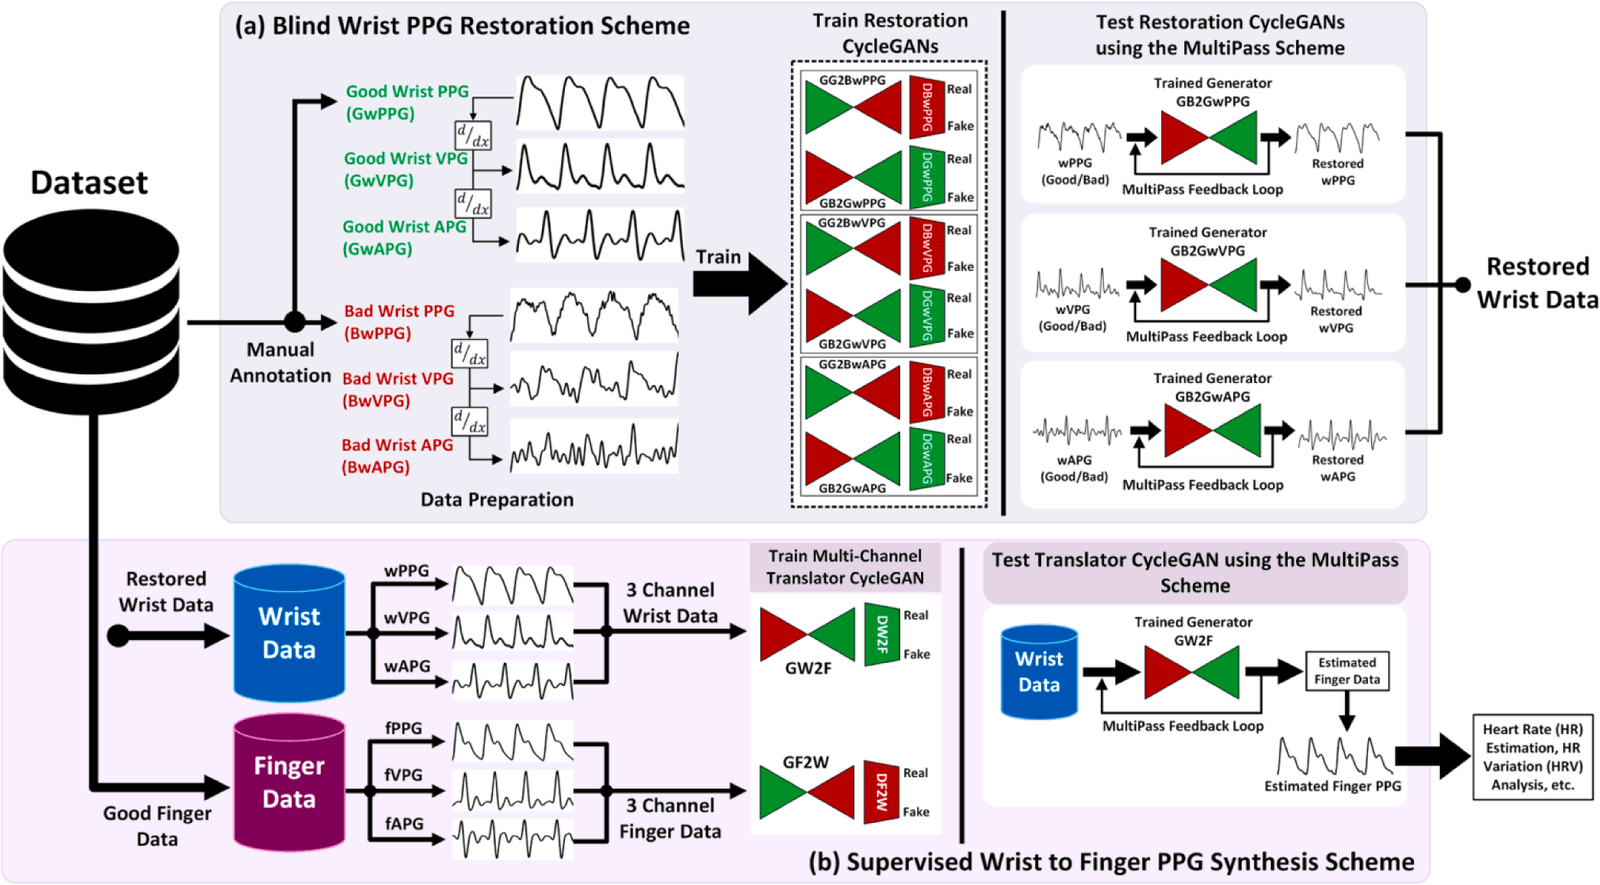 (a) Blind Wrist PPG Restoration Scheme
Dataset
Manual
Annotation
Good Wrist PPG
(GwPPG)
d/dx
Good Wrist VPG
(GwVPG)
d/dx
Good Wrist APG
(GwAPG)
Bad Wrist PPG
(BwPPG)
d/dx
Bad Wrist VPG
(BwVPG)
d/dx
Bad Wrist APG
(BwAPG)
Data Preparation
Train
Train Restoration
CycleGANs
GG2BwPPG
DBwPPG
Real
Fake
GB2GwPPG
DGwPPG
Real
Fake
GG2BwVPG
DBwVPG
Real
Fake
GB2GwVPG
DGwVPG
Real
Fake
GG2BwAPG
DBwAPG
Real
Fake
GB2GwAPG
DGwAPG
Real
Fake
Test Restoration CycleGANs
using the MultiPass Scheme
Trained Generator
GB2GwPPG
wPPG
(Good/Bad)
Restored
wPPG
MultiPass Feedback Loop
Trained Generator
GB2GwVPG
wVPG
(Good/Bad)
Restored
wVPG
MultiPass Feedback Loop
Trained Generator
GB2GwAPG
wAPG
(Good/Bad)
Restored
wAPG
MultiPass Feedback Loop
Restored
Wrist Data
Restored
Wrist Data
Wrist
Data
wPPG
wVPG
wAPG
3 Channel
Wrist Data
Good Finger
Data
Finger
Data
fPPG
fVPG
fAPG
3 Channel
Finger Data
Train Multi-Channel
Translator CycleGAN
GW2F
DW2F
Real
Fake
GF2W
DF2W
Real
Fake
Test Translator CycleGAN using the MultiPass
Scheme
Wrist
Data
Trained Generator
GW2F
MultiPass Feedback Loop
Estimated
Finger Data
Estimated Finger PPG
Heart Rate (HR)
Estimation, HR
Variation (HRV)
Analysis, etc.
(b) Supervised Wrist to Finger PPG Synthesis Scheme